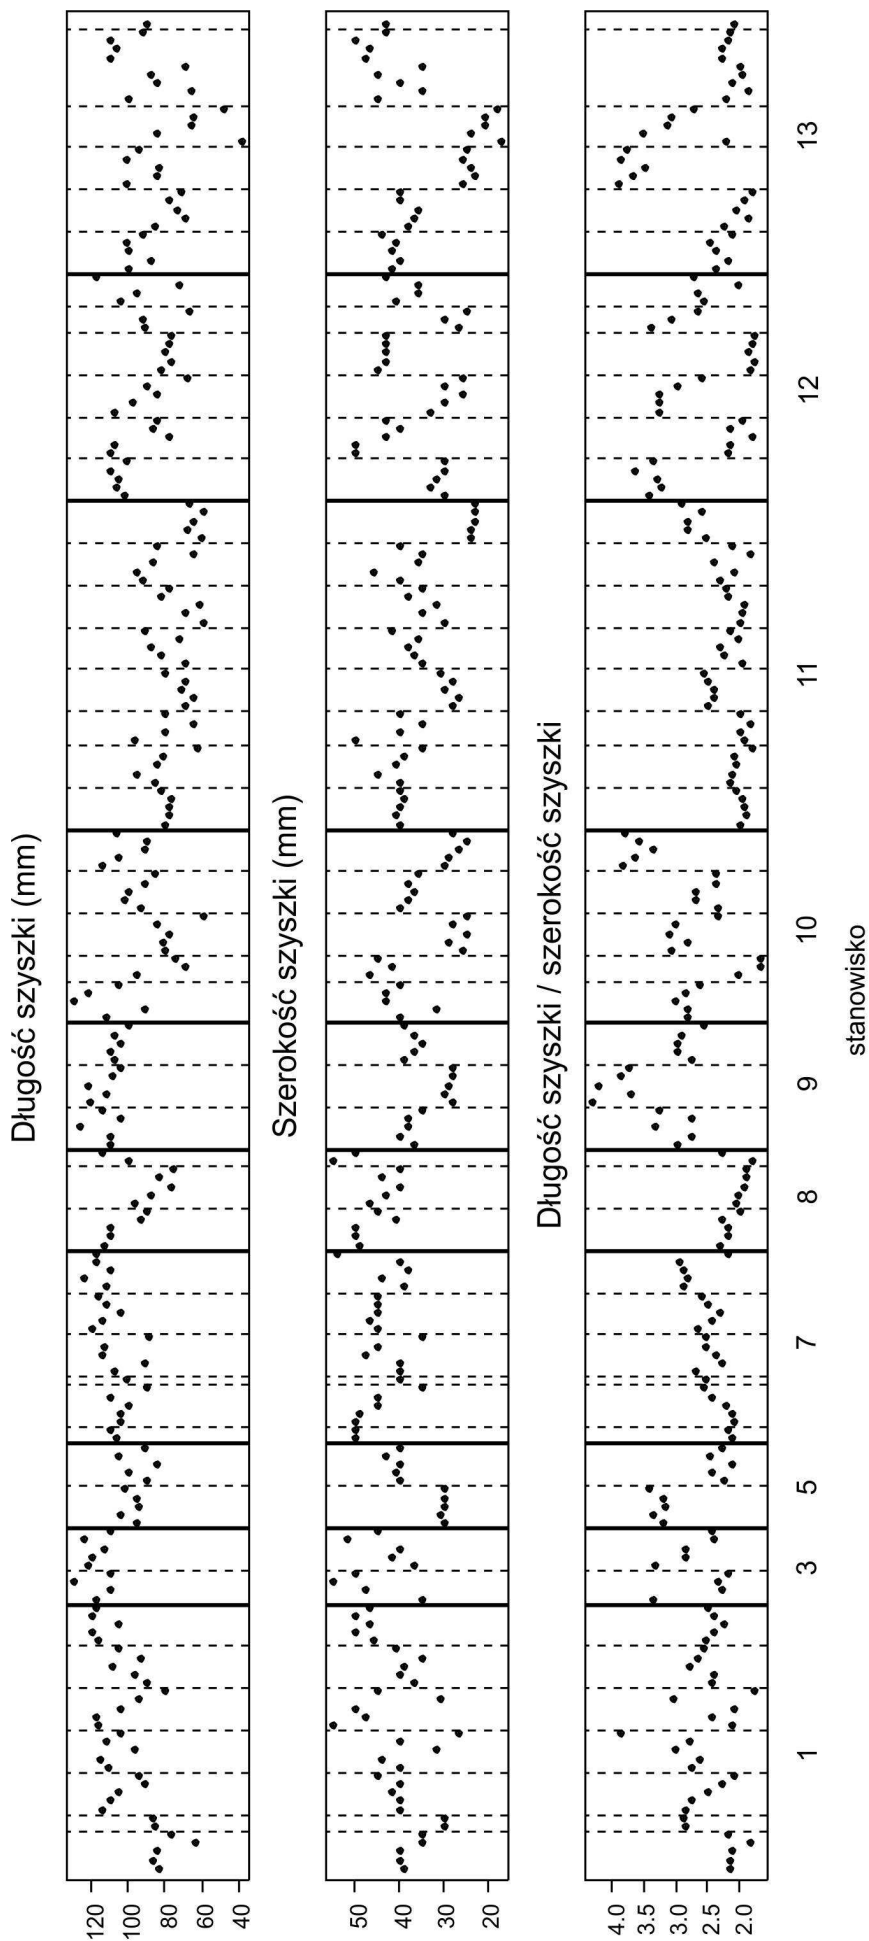 Długość szyszki (mm)
120 100 80 60 40
Szerokość szyszki (mm)
50 40 30 20
Długość szyszki / szerokość szyszki
4.0 3.5 3.0 2.5 2.0
1 3 5 7 8 9 10 11 12 13
stanowisko